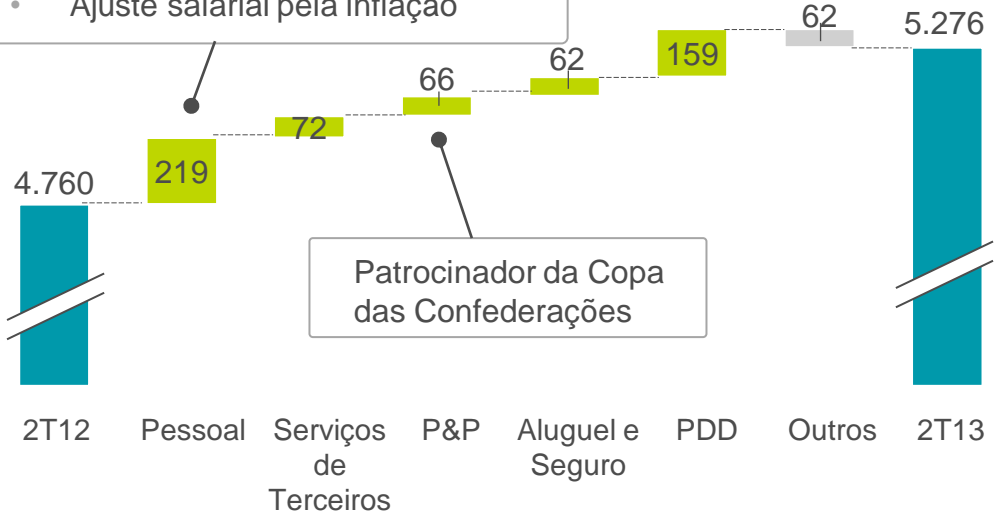 • Ajuste salarial pela inflação
4.760
219
72
66
62
159
62
5.276
Patrocinador da Copa
das Confederações
2T12
Pessoal
Serviços
de
Terceiros
P&P
Aluguel e
Seguro
PDD
Outros
2T13